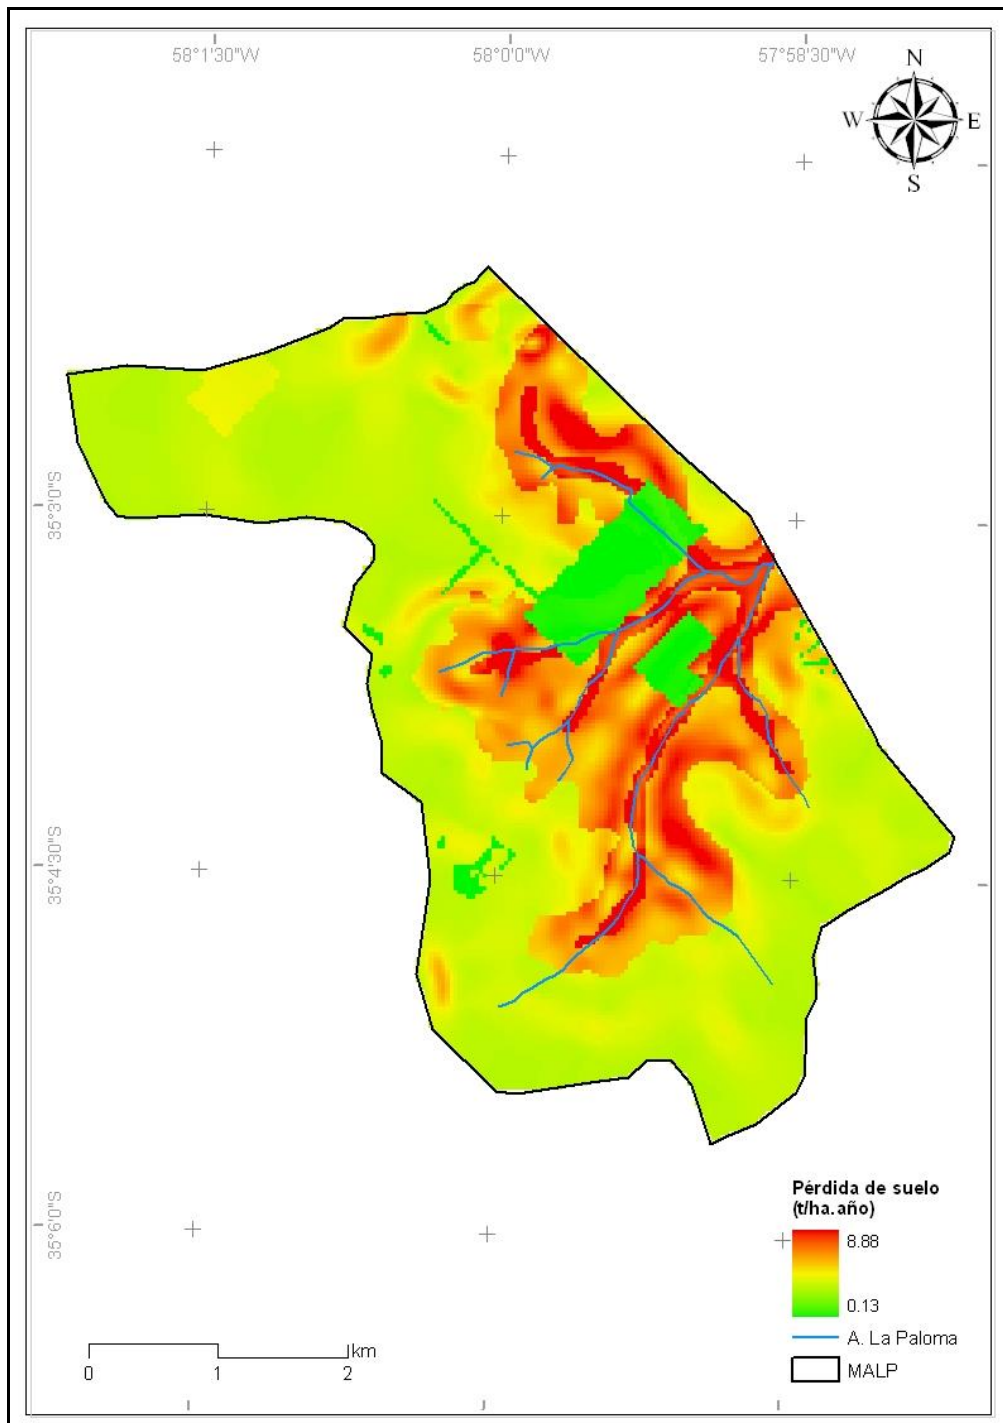 58°1'30"W
58°0'0"W
57°58'30"W
N
W
E
S
35°3'0"S
35°4'30"S
35°6'0"S
Pérdida de suelo
(t/ha.año)
8.88
0.13
A. La Paloma
MALP
km
0
1
2